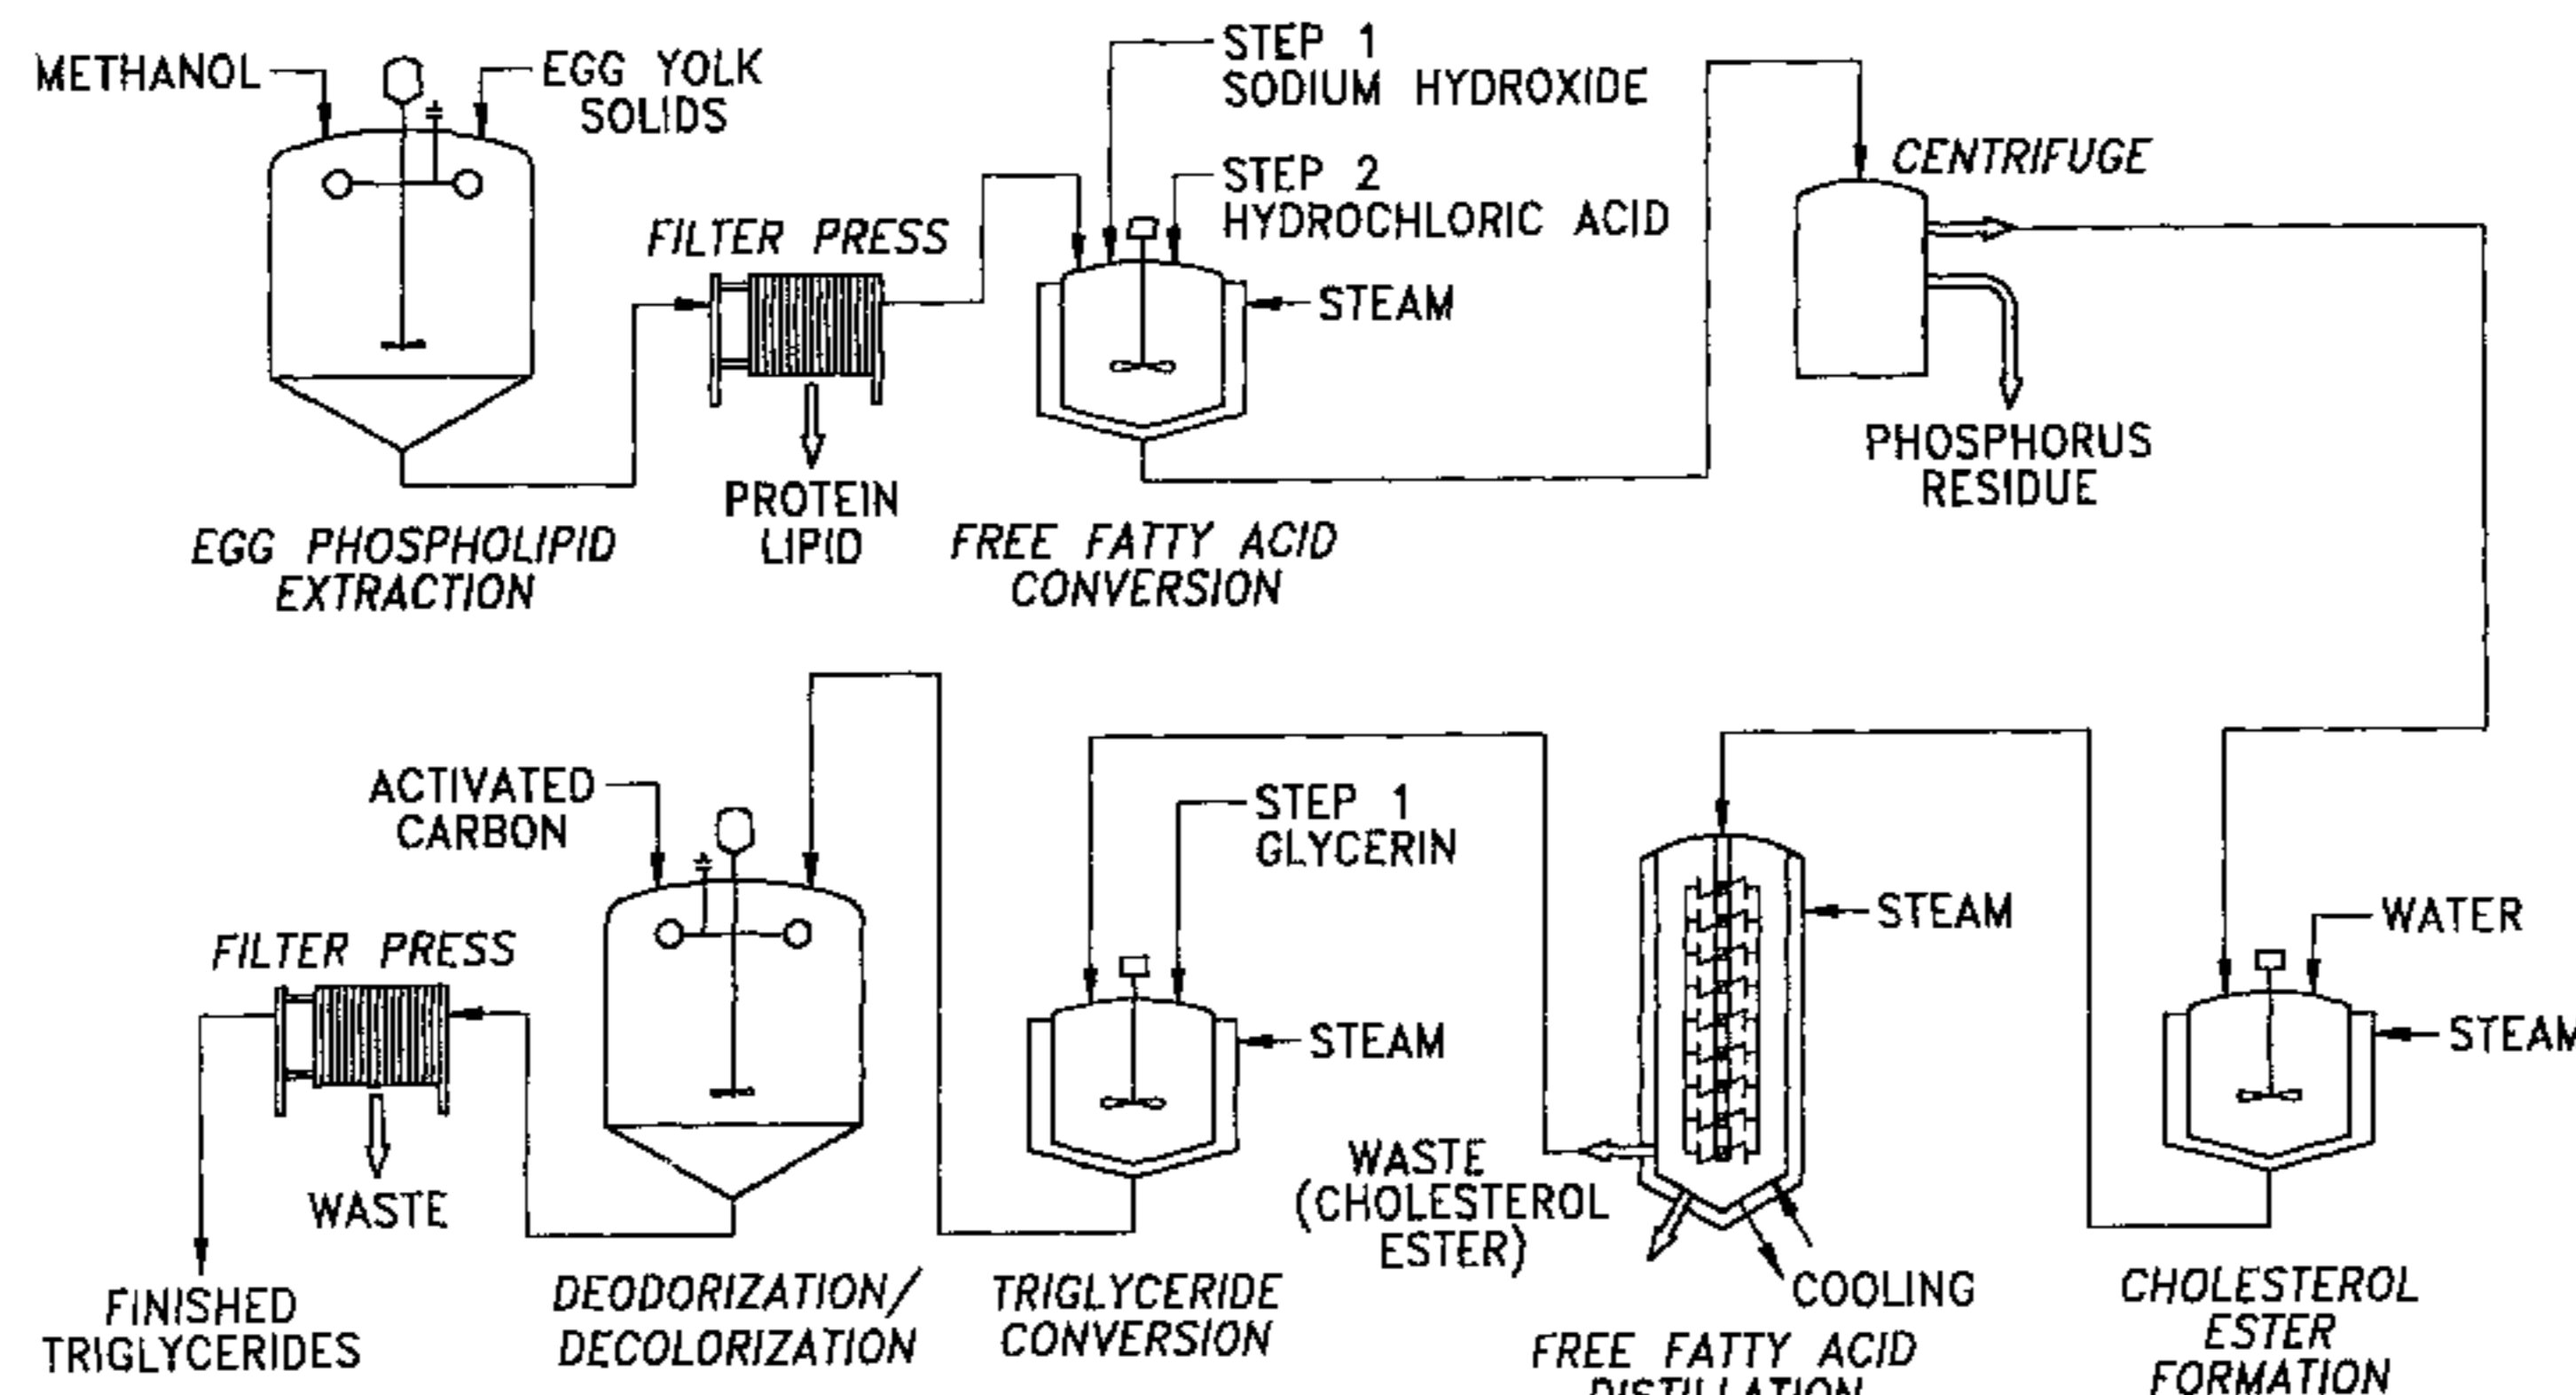 METHANOL
EGG YOLK
SOLIDS
STEP 1
SODIUM HYDROXIDE
STEP 2
HYDROCHLORIC ACID
CENTRIFUGE
FILTER PRESS
STEAM
PROTEIN
LIPID
PHOSPHORUS
RESIDUE
EGG PHOSPHOLIPID
EXTRACTION
FREE FATTY ACID
CONVERSION
ACTIVATED
CARBON
STEP 1
GLYCERIN
STEAM
WATER
FILTER PRESS
STEAM
STEAM
WASTE
WASTE
(CHOLESTEROL
ESTER)
COOLING
FINISHED
TRIGLYCERIDES
DEODORIZATION/
DECOLORIZATION
TRIGLYCERIDE
CONVERSION
FREE FATTY ACID
DISTILLATION
CHOLESTEROL
ESTER
FORMATION